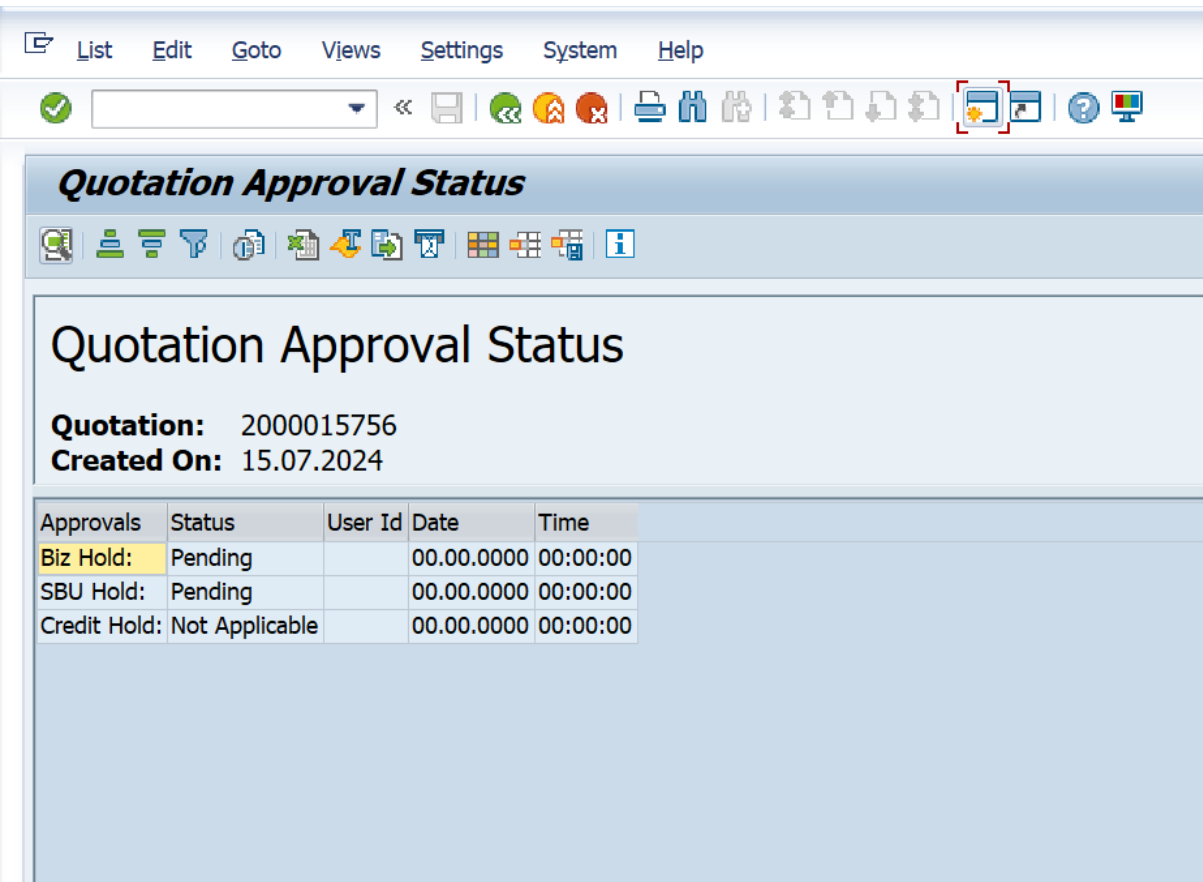 List Edit Goto Views Settings System Help
Quotation Approval Status
Quotation Approval Status
Quotation: 2000015756
Created On: 15.07.2024
Approvals Status User Id Date Time
Biz Hold: Pending 00.00.0000 00:00:00
SBU Hold: Pending 00.00.0000 00:00:00
Credit Hold: Not Applicable 00.00.0000 00:00:00